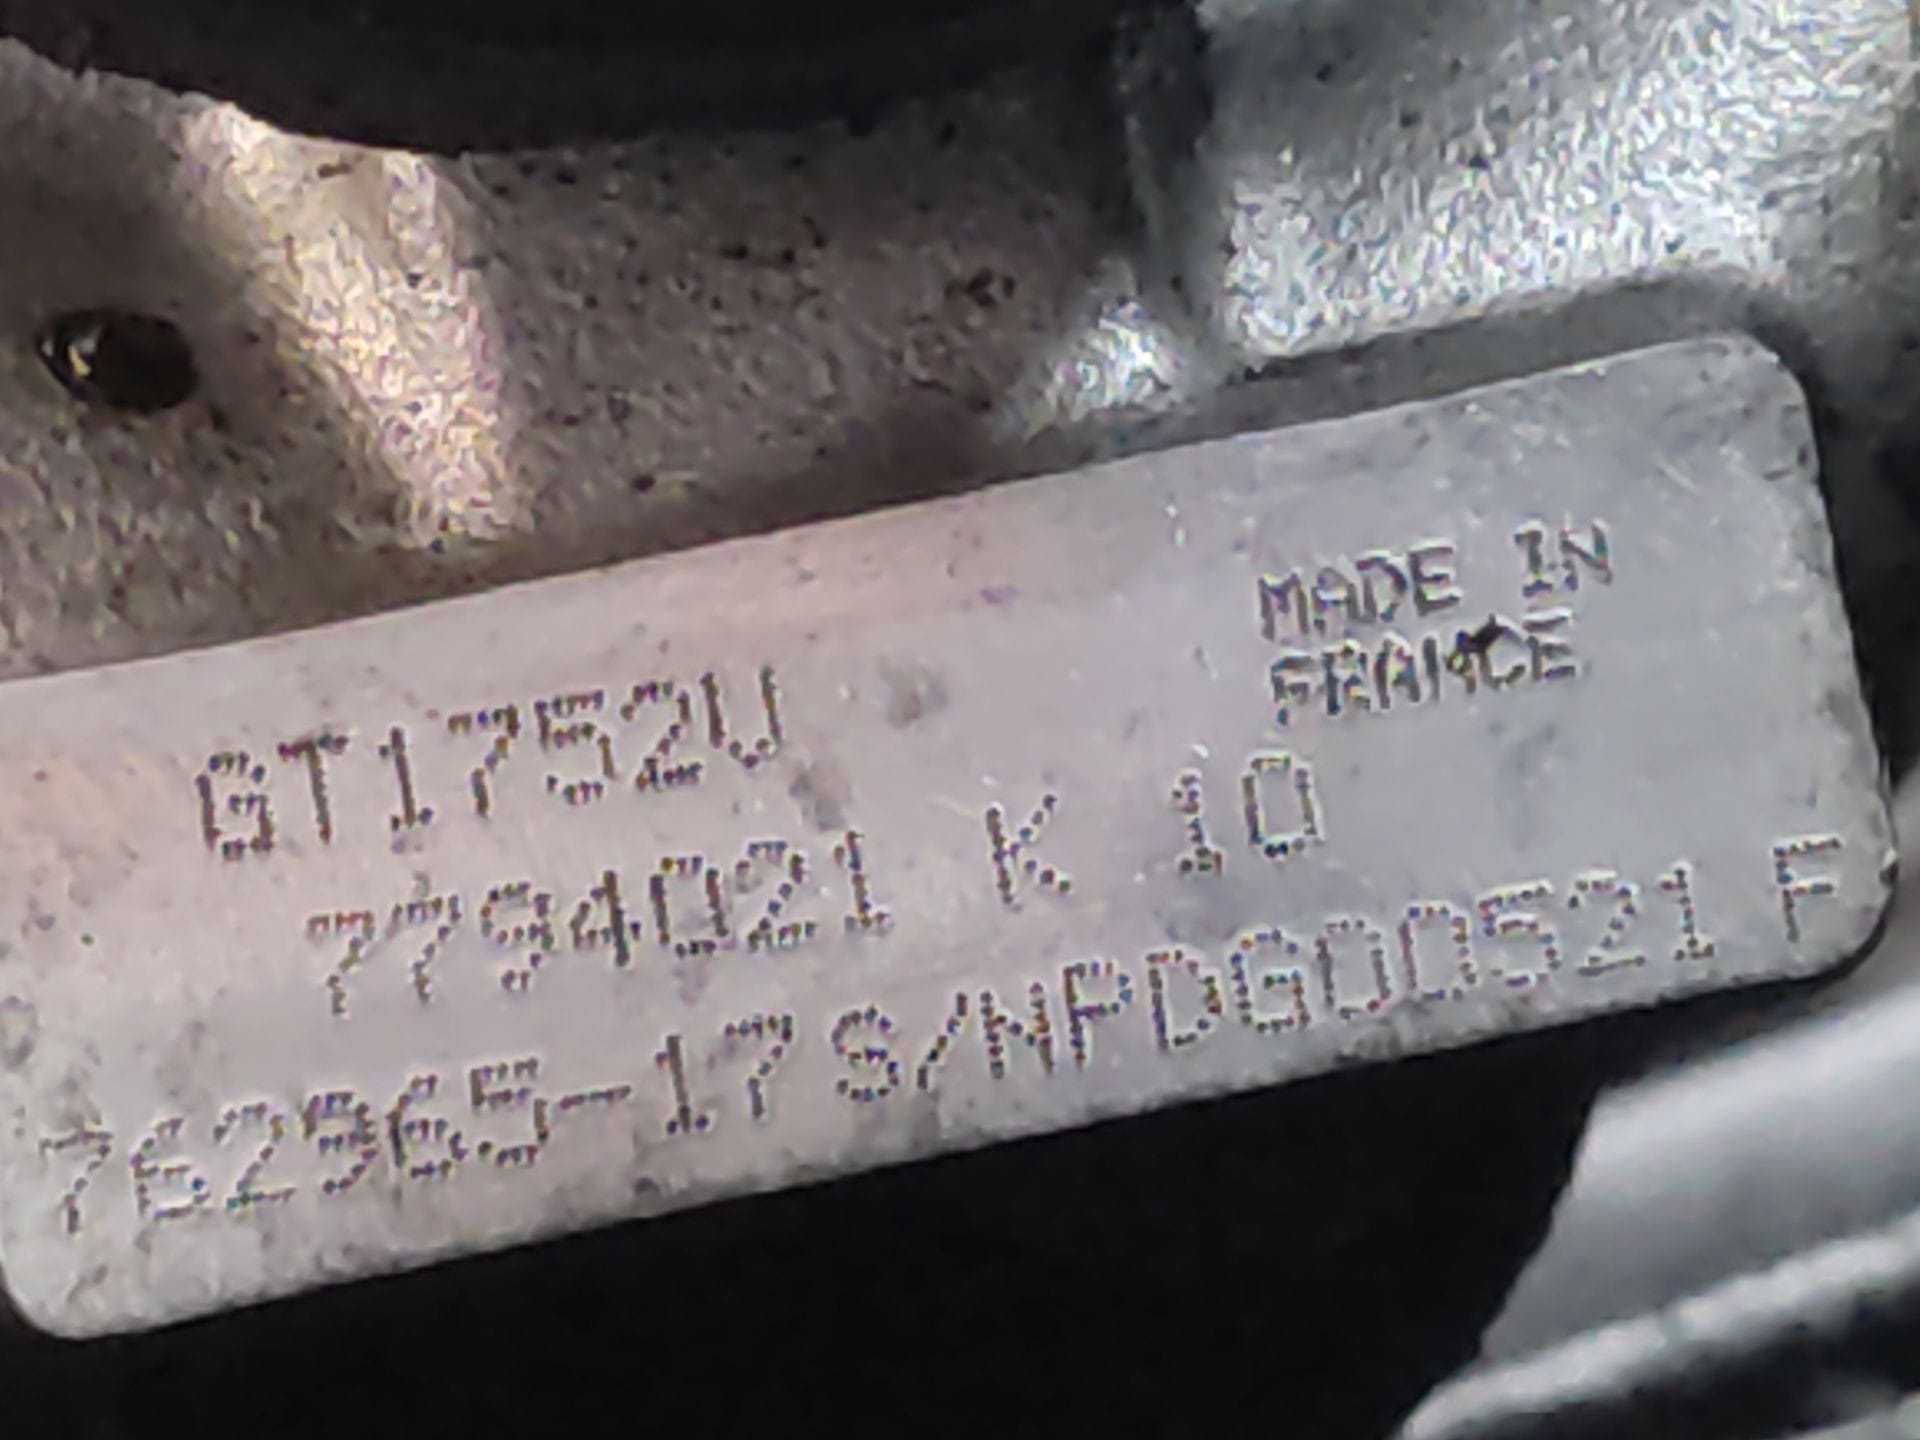 MADE IN
FRANCE
GT1752V
7794021 K 10
762965-17 S/NPDG00521 F